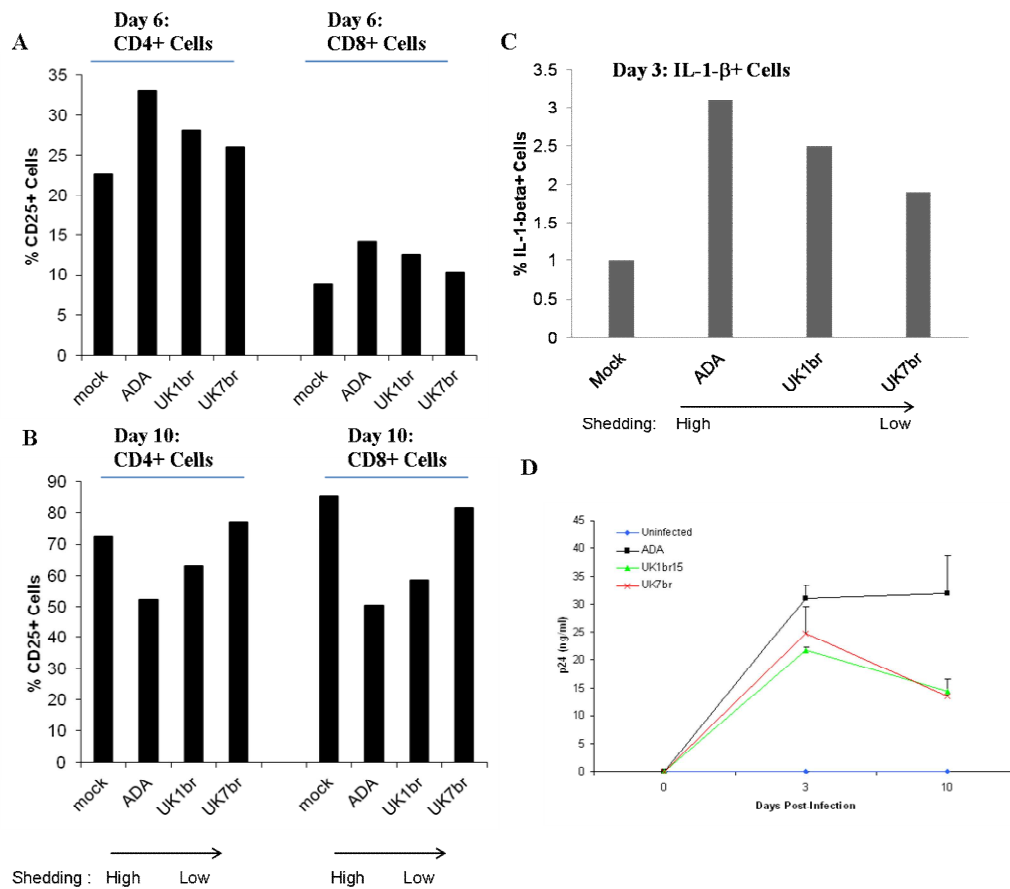 A
Day 6:
CD4+ Cells
Day 6:
CD8+ Cells
% CD25+ Cells
35
30
25
20
15
10
5
0
mock
ADA
UK1br
UK7br
mock
ADA
UK1br
UK7br
B
Day 10:
CD4+ Cells
Day 10:
CD8+ Cells
% CD25+ Cells
90
80
70
60
50
40
30
20
10
0
mock
ADA
UK1br
UK7br
mock
ADA
UK1br
UK7br
Shedding : High Low High Low
C
Day 3: IL-1-β+ Cells
% IL-1-beta+ Cells
3.5
3
2.5
2
1.5
1
0.5
0
Mock
ADA
UK1br
UK7br
Shedding: High Low
D
Uninfected
ADA
UK1br15
UK7br
p24 (ng/ml)
45
40
35
30
25
20
15
10
5
0
0
3
10
Days Post-Infection